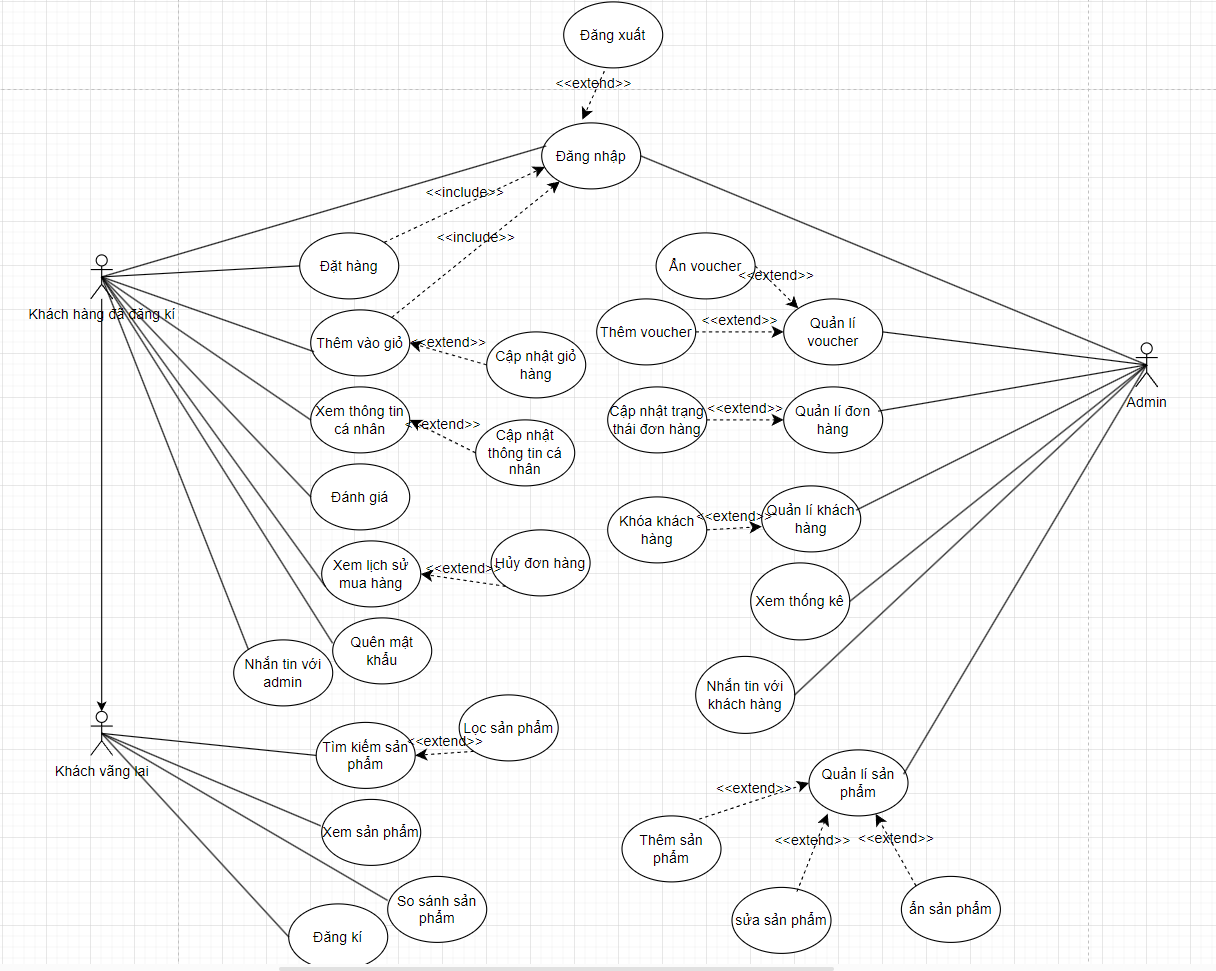 Đăng xuất
<<extend>>
Đăng nhập
<<include>>
<<include>>
Đặt hàng
Ẩn voucher
<<extend>>
Khách hàng đã đăng kí
Thêm vào giỏ
<<extend>>
Cập nhật giỏ
hàng
Thêm voucher
<<extend>>
Quản lí
voucher
Admin
Xem thông tin
cá nhân
<<extend>>
Cập nhật
thông tin cá
nhân
Cập nhật trạng
thái đơn hàng
<<extend>>
Quản lí đơn
hàng
Đánh giá
Khóa khách
hàng
<<extend>>
Quản lí khách
hàng
Xem lịch sử
mua hàng
<<extend>>
Hủy đơn hàng
Xem thống kê
Quên mật
khẩu
Nhắn tin với
admin
Nhắn tin với
khách hàng
Khách vãng lại
Tìm kiếm sản
phẩm
<<extend>>
Lọc sản phẩm
Quản lí sản
phẩm
<<extend>>
Xem sản phẩm
Thêm sản
phẩm
<<extend>>
<<extend>>
So sánh sản
phẩm
sửa sản phẩm
ẩn sản phẩm
Đăng kí